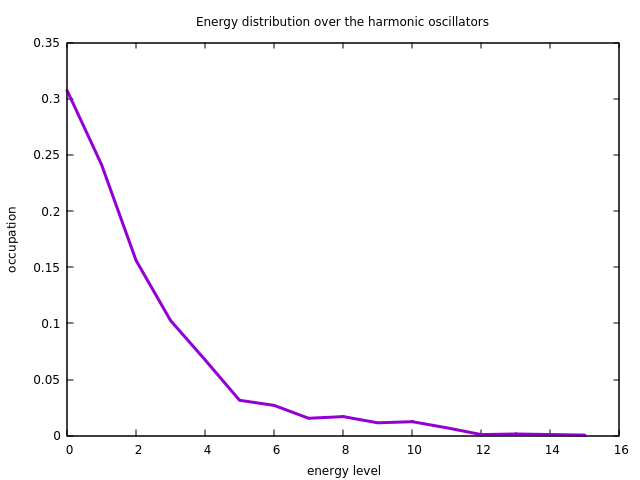 Energy distribution over the harmonic oscillators
0.35
0.3
0.25
0.2
0.15
0.1
0.05
0
occupation
0 2 4 6 8 10 12 14 16
energy level